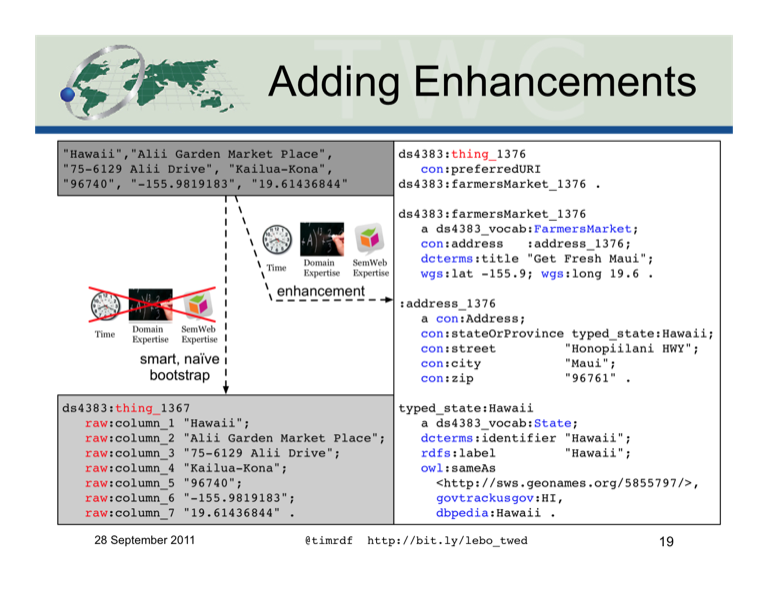 TWC
Adding Enhancements
"Hawaii","Alii Garden Market Place",
"75-6129 Alii Drive", "Kailua-Kona",
"96740", "-155.9819183", "19.61436844"
Time
Domain
Expertise
SemWeb
Expertise
enhancement
Time
Domain
Expertise
SemWeb
Expertise
smart, naïve
bootstrap
ds4383:thing_1367
raw:column_1 "Hawaii";
raw:column_2 "Alii Garden Market Place";
raw:column_3 "75-6129 Alii Drive";
raw:column_4 "Kailua-Kona";
raw:column_5 "96740";
raw:column_6 "-155.9819183";
raw:column_7 "19.61436844" .
ds4383:thing_1376
con:preferredURI
ds4383:farmersMarket_1376 .
ds4383:farmersMarket_1376
a ds4383_vocab:FarmersMarket;
con:address :address_1376;
dcterms:title "Get Fresh Maui";
wgs:lat -155.9; wgs:long 19.6 .
:address_1376
a con:Address;
con:stateOrProvince typed_state:Hawaii;
con:street "Honopiilani HWY";
con:city "Maui";
con:zip "96761" .
typed_state:Hawaii
a ds4383_vocab:State;
dcterms:identifier "Hawaii";
rdfs:label "Hawaii";
owl:sameAs
<http://sws.geonames.org/5855797/>,
govtrackusgov:HI,
dbpedia:Hawaii .
28 September 2011
@timrdf http://bit.ly/lebo_twed
19